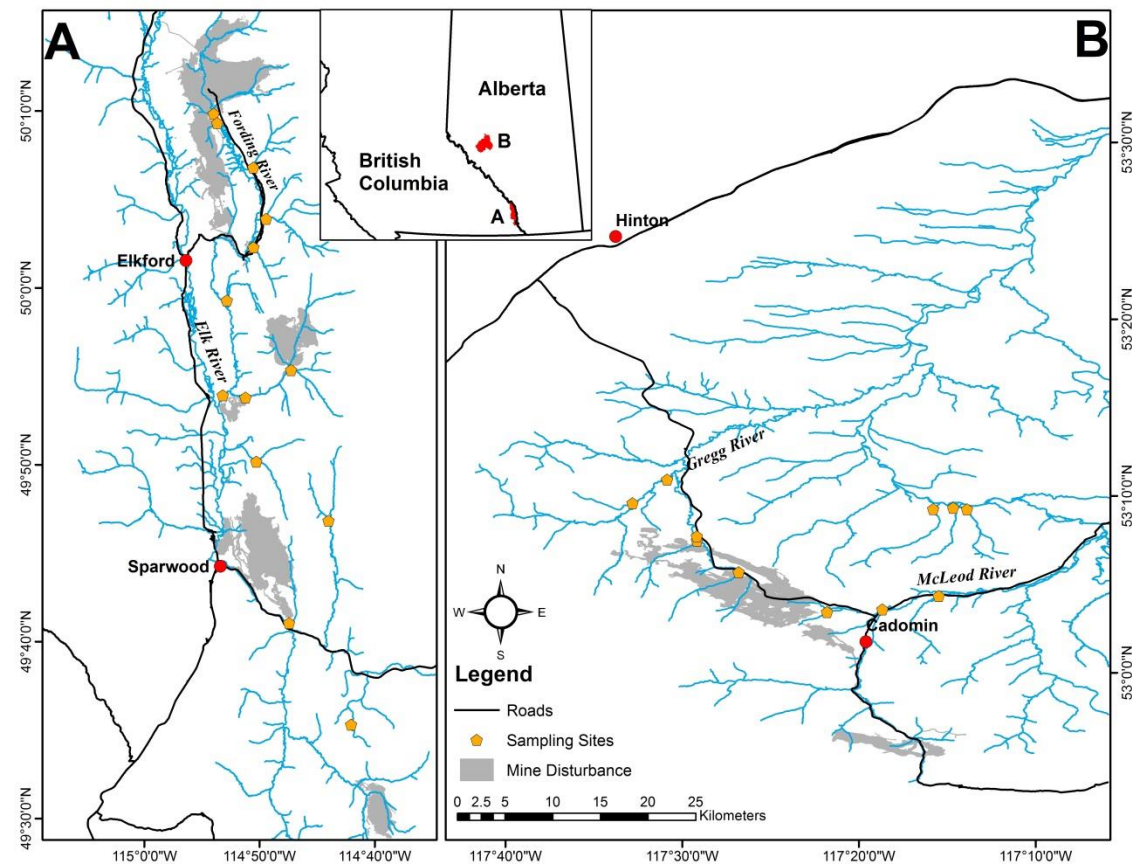 A
B
50°10'0"N
50°0'0"N
49°50'0"N
49°40'0"N
49°30'0"N
115°0'0"W
114°50'0"W
114°40'0"W
Fording River
Elkford
Elk River
Sparwood
Alberta
British
Columbia
B
A
Hinton
Gregg River
McLeod River
Cadomin
N
W
E
S
Legend
Roads
Sampling Sites
Mine Disturbance
0 2.5 5 10 15 20 25
Kilometers
53°30'0"N
53°20'0"N
53°10'0"N
53°0'0"N
117°40'0"W
117°30'0"W
117°20'0"W
117°10'0"W